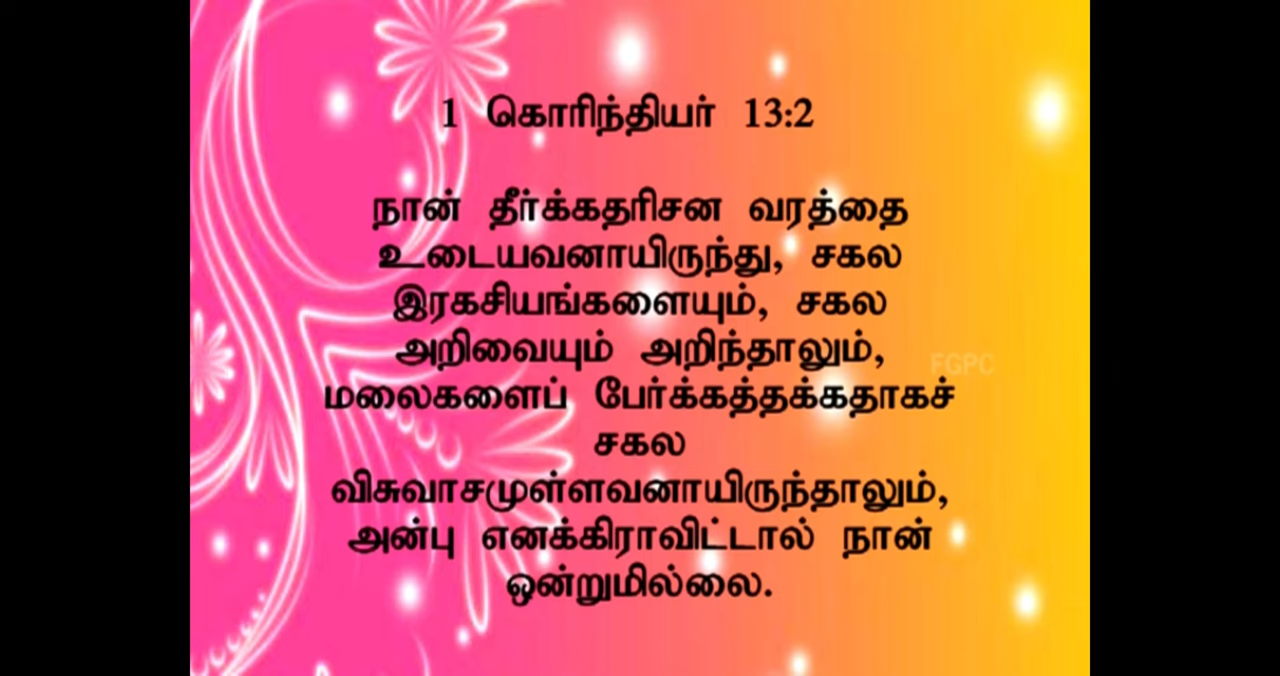 1 கொரிந்தியர் 13:2
நான் தீர்க்கதரிசன வரத்தை
உடையவனாயிருந்து, சகல
இரகசியங்களையும், சகல
அறிவையும் அறிந்தாலும்,
மலைகளைப் பேர்க்கத்தக்கதாகச்
சகல
விசுவாசமுள்ளவனாயிருந்தாலும்,
அன்பு எனக்கிராவிட்டால் நான்
ஒன்றுமில்லை.
FGPC